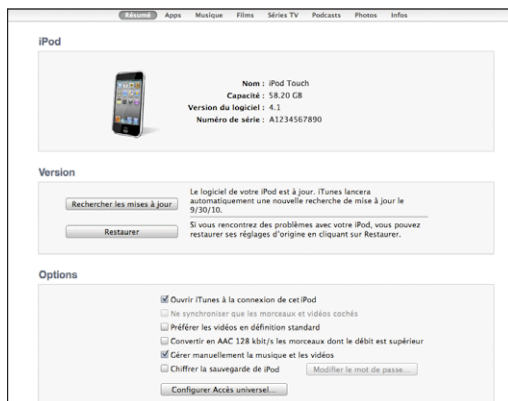 Résumé Apps Musique Films Séries TV Podcasts Photos Infos
iPod
Nom : iPod Touch
Capacité : 58.20 GB
Version du logiciel : 4.1
Numéro de série : A1234567890
Version
Rechercher les mises à jour
Le logiciel de votre iPod est à jour. iTunes lancera
automatiquement une nouvelle recherche de mise à jour le
9/30/10.
Restaurer
Si vous rencontrez des problèmes avec votre iPod, vous pouvez
restaurer ses réglages d'origine en cliquant sur Restaurer.
Options
Ouvrir iTunes à la connexion de cet iPod
Ne synchroniser que les morceaux et vidéos cochés
Préférer les vidéos en définition standard
Convertir en AAC 128 kbit/s les morceaux dont le débit est supérieur
Gérer manuellement la musique et les vidéos
Chiffrer la sauvegarde de iPod Modifier le mot de passe...
Configurer Accès universel...